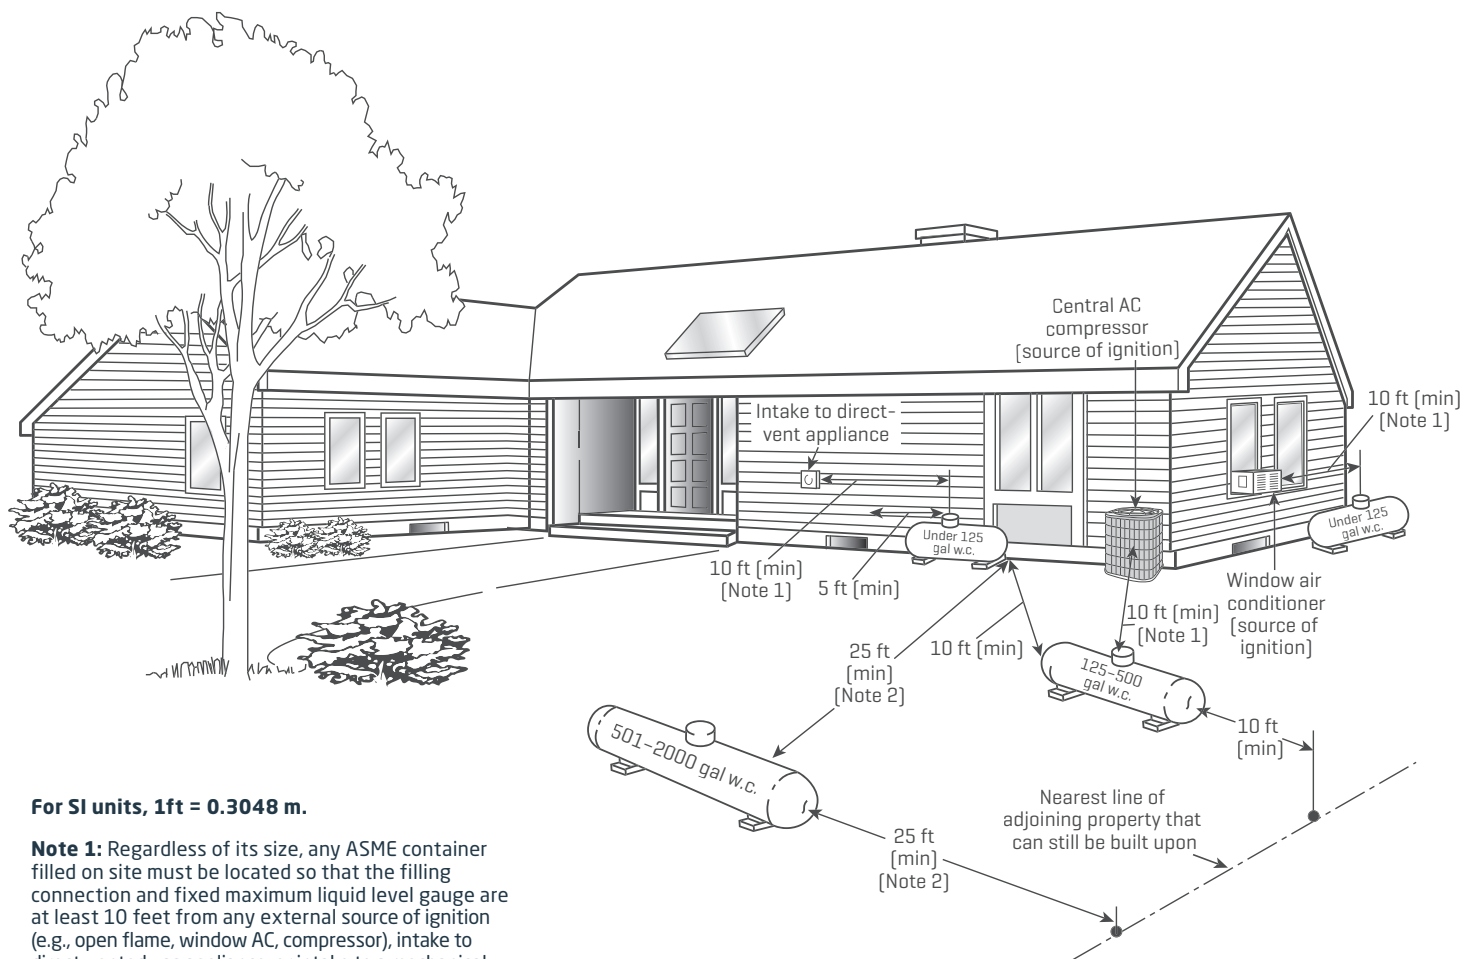 Central AC
compressor
(source of ignition)
10 ft (min)
(Note 1)
Intake to direct-
vent appliance
Under 125
gal w.c.
Under 125
gal w.c.
10 ft (min)
(Note 1)
5 ft (min)
Window air
conditioner
(source of
ignition)
10 ft (min)
(Note 1)
25 ft
(min)
(Note 2)
10 ft (min)
125–500
gal w.c.
10 ft
(min)
501–2000 gal w.c.
Nearest line of
adjoining property that
can still be built upon
25 ft
(min)
(Note 2)
For SI units, 1ft = 0.3048 m.
Note 1: Regardless of its size, any ASME container
filled on site must be located so that the filling
connection and fixed maximum liquid level gauge are
at least 10 feet from any external source of ignition
(e.g., open flame, window AC, compressor), intake to